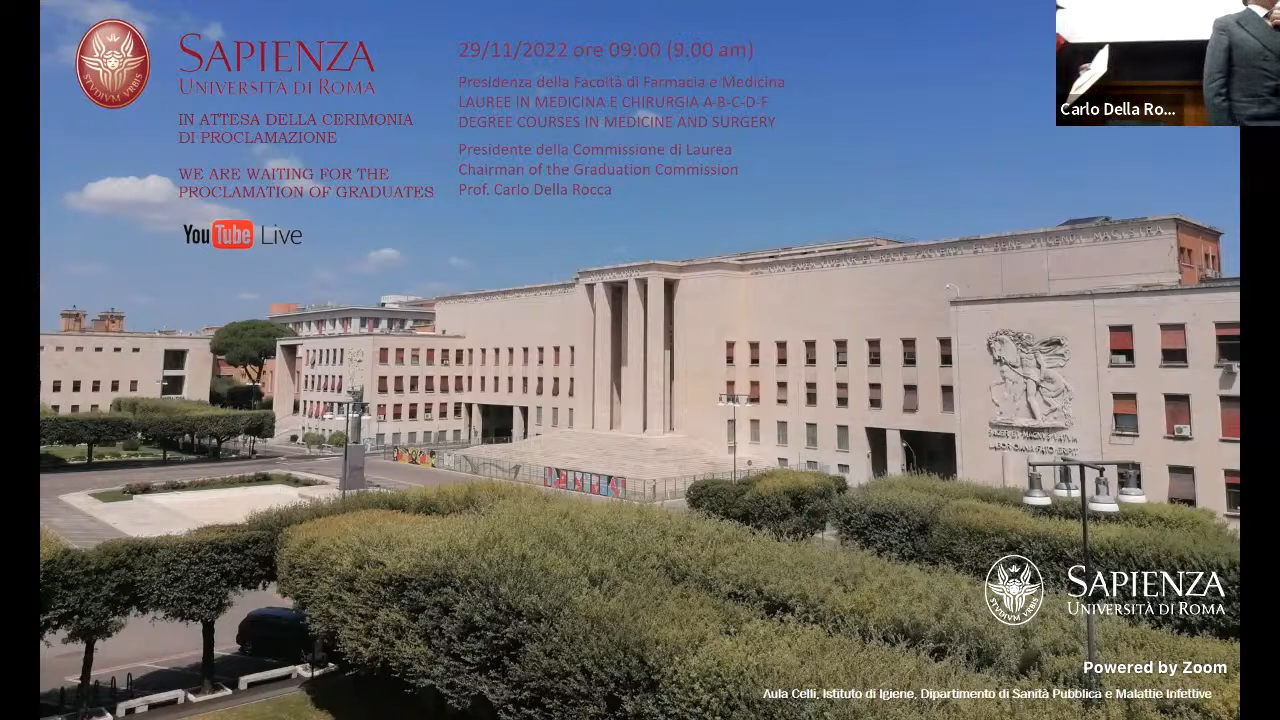 SAPIENZA
UNIVERSITÀ DI ROMA
STVDIVM VRBIS
IN ATTESA DELLA CERIMONIA
DI PROCLAMAZIONE
WE ARE WAITING FOR THE
PROCLAMATION OF GRADUATES
YouTube Live
29/11/2022 ore 09:00 (9.00 am)
Presidenza della Facoltà di Farmacia e Medicina
LAUREE IN MEDICINA E CHIRURGIA A-B-C-D-F
DEGREE COURSES IN MEDICINE AND SURGERY
Presidente della Commissione di Laurea
Chairman of the Graduation Commission
Prof. Carlo Della Rocca
Carlo Della Ro...
STVDIVM VRBIS
SAPIENZA
UNIVERSITÀ DI ROMA
Powered by Zoom
Aula Celli, Istituto di Igiene, Dipartimento di Sanità Pubblica e Malattie Infettive